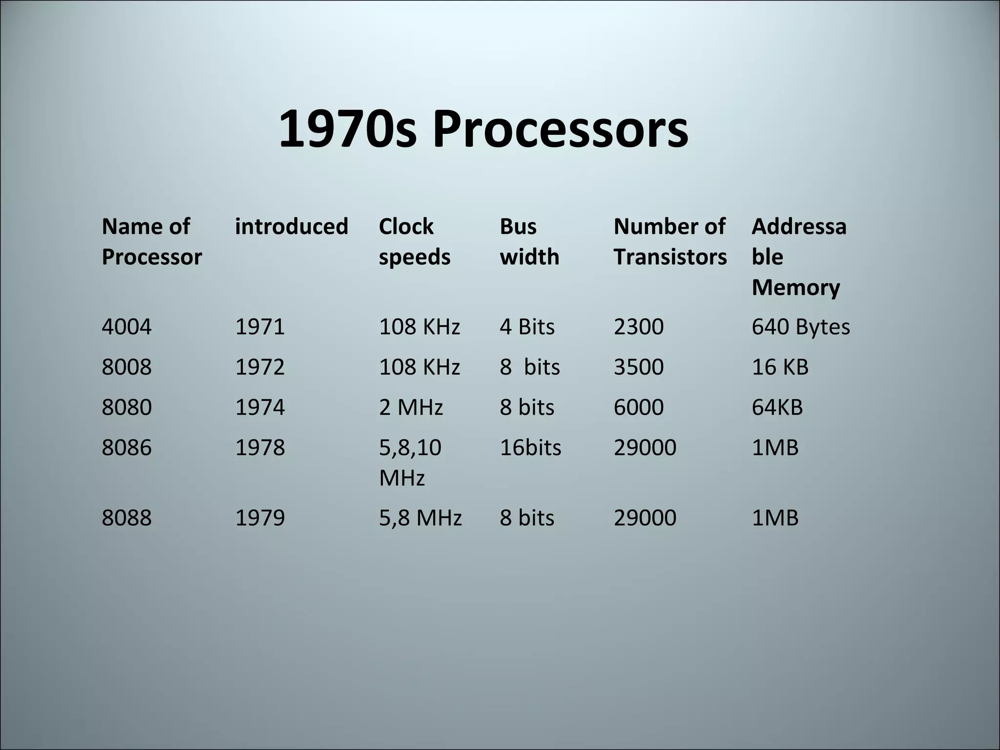 1970s Processors
Name of Processor introduced Clock speeds Bus width Number of Transistors Addressa ble Memory
4004 1971 108 KHz 4 Bits 2300 640 Bytes
8008 1972 108 KHz 8  bits 3500 16 KB
8080 1974 2 MHz 8 bits 6000 64KB
8086 1978 5,8,10 MHz 16bits 29000 1MB
8088 1979 5,8 MHz 8 bits 29000 1MB